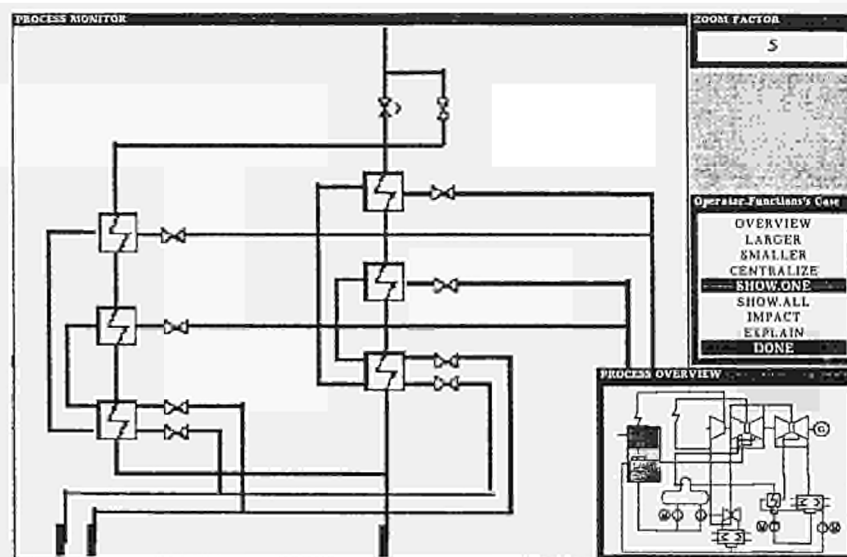 PROCESS MONITOR
ZOOM FACTOR
5
Operator-Functions's Case
OVERVIEW
LARGER
SMALLER
CENTRALIZE
SHOW.ONE
SHOW.ALL
IMPACT
EXPLAIN
DONE
PROCESS OVERVIEW
G
M
M